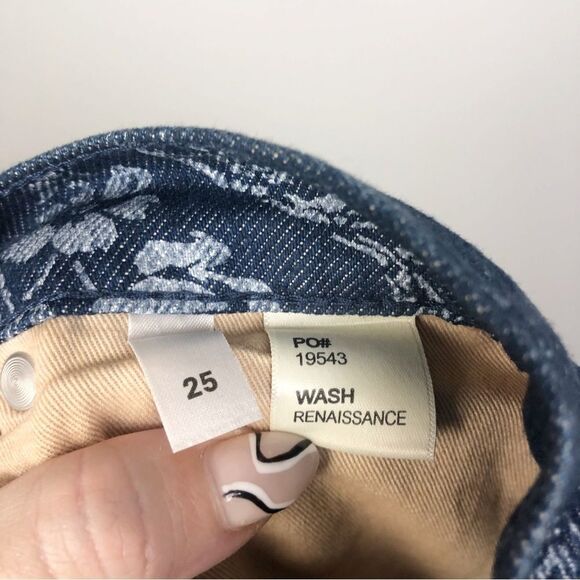 25
PO#
19543
WASH
RENAISSANCE